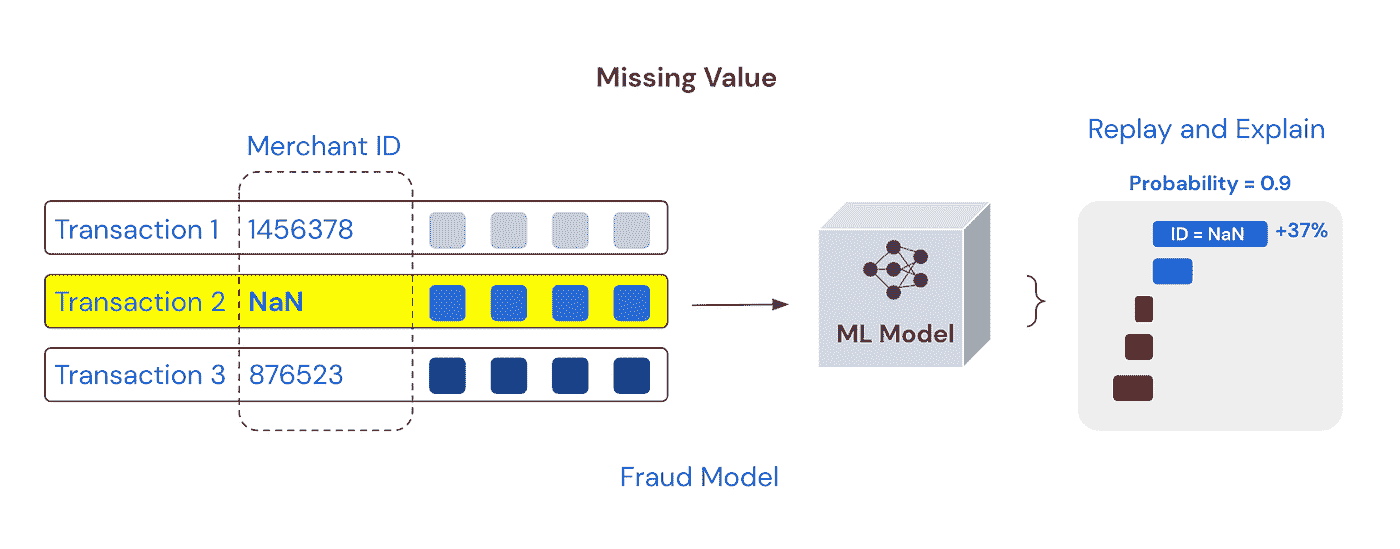 Missing Value
Replay and Explain
Merchant ID
Probability = 0.9
Transaction 1 1456378
ID = NaN +37%
Transaction 2 NaN
ML Model
Transaction 3 876523
Fraud Model